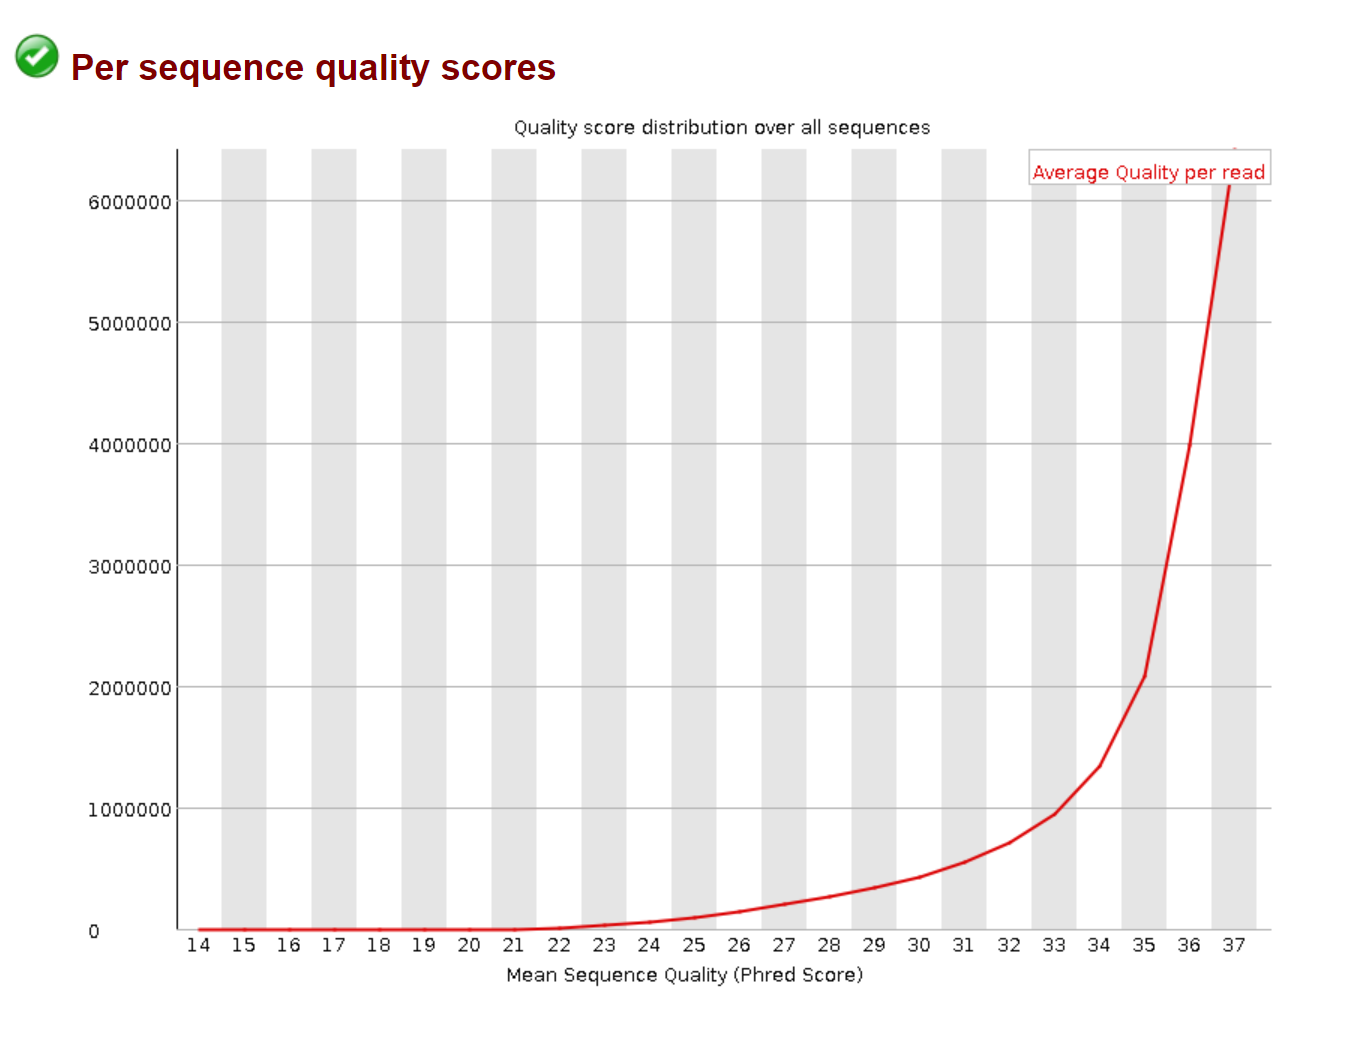 Per sequence quality scores
Quality score distribution over all sequences
Average Quality per read
6000000
5000000
4000000
3000000
2000000
1000000
0
14 15 16 17 18 19 20 21 22 23 24 25 26 27 28 29 30 31 32 33 34 35 36 37
Mean Sequence Quality (Phred Score)